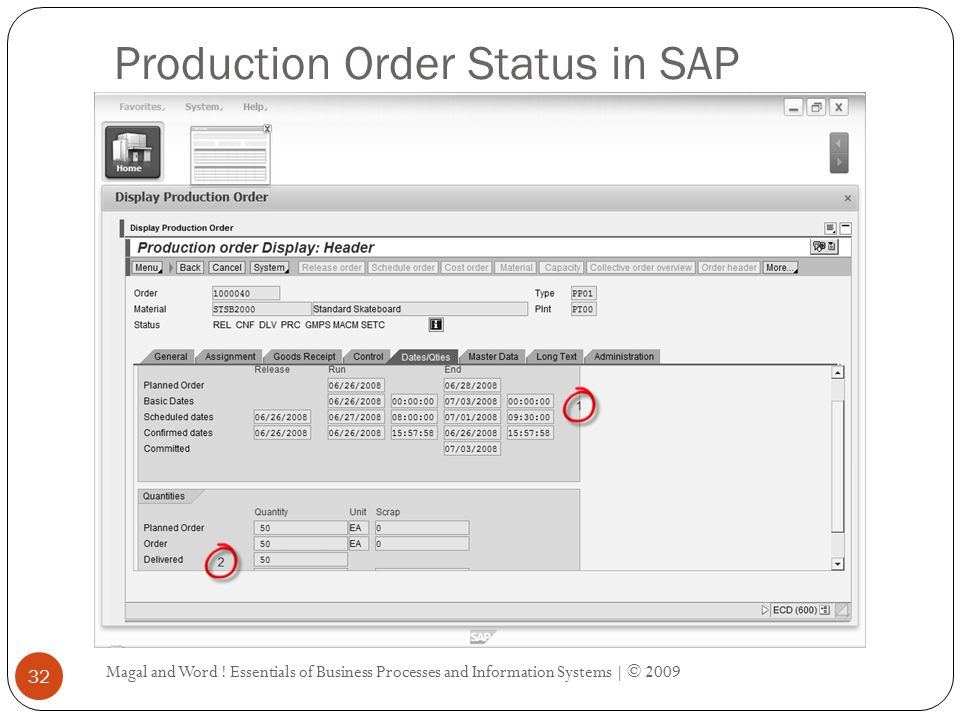 Production Order Status in SAP
Favorites System Help
Home
Display Production Order
Display Production Order
Production order Display: Header
Menu Back Cancel System Release order Schedule order Cost order Material Capacity Collective order overview Order header More...
Order 1000040 Type PP01
Material STSB2000 Standard Skateboard Plnt PT00
Status REL CNF DLV PRC GMPS MACM SETC
General Assignment Goods Receipt Control Dates/Qties Master Data Long Text Administration
Release Run End
Planned Order 06/26/2008 06/28/2008
Basic Dates 06/26/2008 00:00:00 07/03/2008 00:00:00
1
Scheduled dates 06/26/2008 06/27/2008 08:00:00 07/01/2008 09:30:00
Confirmed dates 06/26/2008 06/26/2008 15:57:58 06/26/2008 15:57:58
Committed 07/03/2008
Quantities
Quantity Unit Scrap
Planned Order 50 EA 0
Order 50 EA 0
Delivered 50
2
ECD (600)
SAP
32
Magal and Word ! Essentials of Business Processes and Information Systems | © 2009